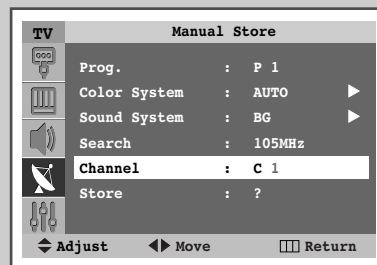 TV Manual Store
Prog. : P 1
Color System : AUTO
Sound System : BG
Search : 105MHz
Channel : C 1
Store : ?
Adjust Move Return